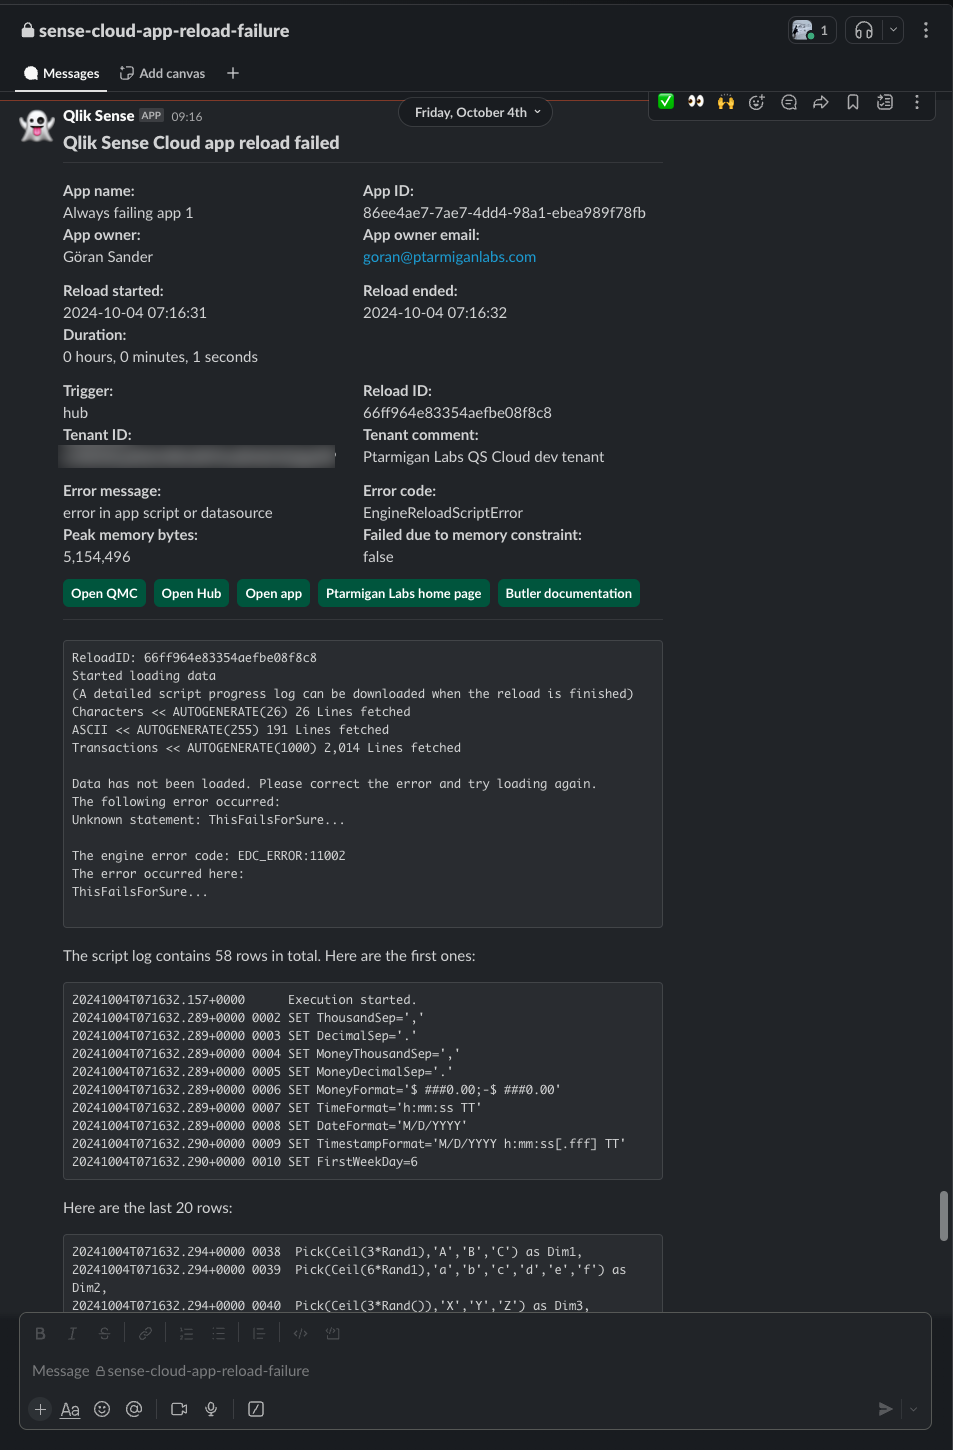 sense-cloud-app-reload-failure
1
Messages
Add canvas
Friday, October 4th
Qlik Sense APP 09:16
Qlik Sense Cloud app reload failed
App name:
Always failing app 1
App ID:
86ee4ae7-7ae7-4dd4-98a1-ebea989f78fb
App owner:
Göran Sander
App owner email:
goran@ptarmiganlabs.com
Reload started:
2024-10-04 07:16:31
Reload ended:
2024-10-04 07:16:32
Duration:
0 hours, 0 minutes, 1 seconds
Trigger:
hub
Reload ID:
66ff964e83354aefbe08f8c8
Tenant ID:
Tenant comment:
Ptarmigan Labs QS Cloud dev tenant
Error message:
error in app script or datasource
Error code:
EngineReloadScriptError
Peak memory bytes:
5,154,496
Failed due to memory constraint:
false
Open QMC
Open Hub
Open app
Ptarmigan Labs home page
Butler documentation
ReloadID: 66ff964e83354aefbe08f8c8
Started loading data
(A detailed script progress log can be downloaded when the reload is finished)
Characters << AUTOGENERATE(26) 26 Lines fetched
ASCII << AUTOGENERATE(255) 191 Lines fetched
Transactions << AUTOGENERATE(1000) 2,014 Lines fetched
Data has not been loaded. Please correct the error and try loading again.
The following error occurred:
Unknown statement: ThisFailsForSure...
The engine error code: EDC_ERROR:11002
The error occurred here:
ThisFailsForSure...
The script log contains 58 rows in total. Here are the first ones:
20241004T071632.157+0000      Execution started.
20241004T071632.289+0000 0002 SET ThousandSep=','
20241004T071632.289+0000 0003 SET DecimalSep='.'
20241004T071632.289+0000 0004 SET MoneyThousandSep=','
20241004T071632.289+0000 0005 SET MoneyDecimalSep='.'
20241004T071632.289+0000 0006 SET MoneyFormat='$ ###0.00;-$ ###0.00'
20241004T071632.289+0000 0007 SET TimeFormat='h:mm:ss TT'
20241004T071632.289+0000 0008 SET DateFormat='M/D/YYYY'
20241004T071632.290+0000 0009 SET TimestampFormat='M/D/YYYY h:mm:ss[.fff] TT'
20241004T071632.290+0000 0010 SET FirstWeekDay=6
Here are the last 20 rows:
20241004T071632.294+0000 0038  Pick(Ceil(3*Rand1),'A','B','C') as Dim1,
20241004T071632.294+0000 0039  Pick(Ceil(6*Rand1),'a','b','c','d','e','f') as
Dim2,
20241004T071632.294+0000 0040  Pick(Ceil(3*Rand()),'X','Y','Z') as Dim3,
Message sense-cloud-app-reload-failure
Aa